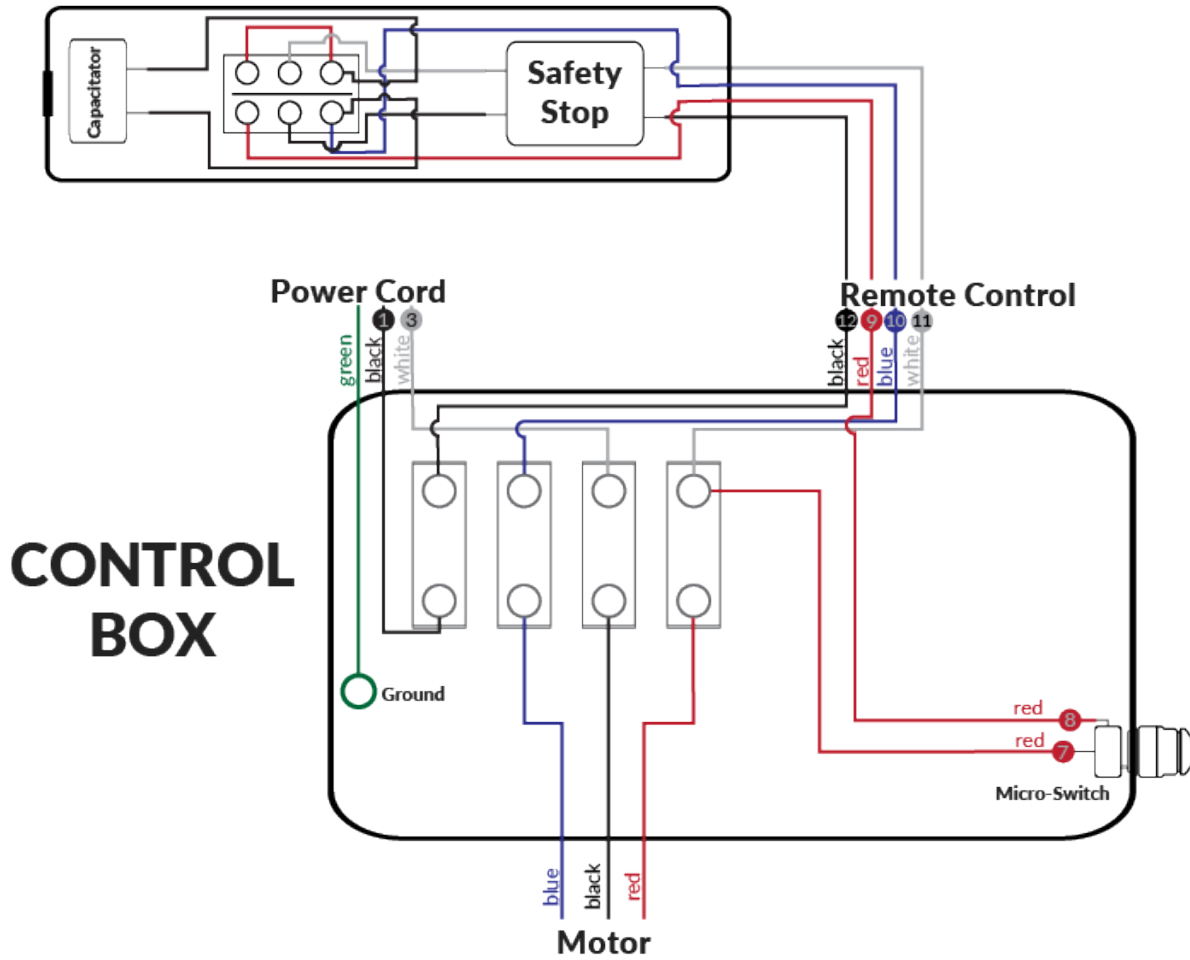 Capacitator
Safety
Stop
Power Cord
Remote Control
1
3
12
9
10
11
green
black
white
black
red
blue
white
CONTROL
BOX
Ground
red
8
red
7
Micro-Switch
blue
black
red
Motor